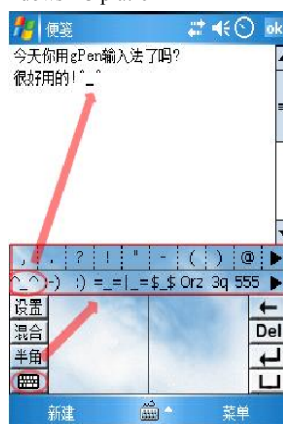 便笺 ok
今天你用gPen输入法了吗?
很好用的!^_^
, . ? ! " - ( ) @
^_^ :-) :) =_= |_= $_$ Orz 3q 555
设置
混合
Del
半角
新建 菜单